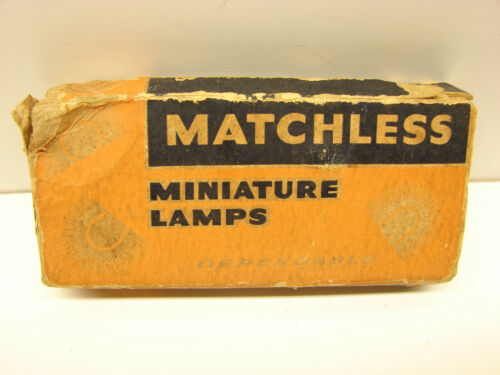 MATCHLESS
MINIATURE
LAMPS
DEPENDABLE